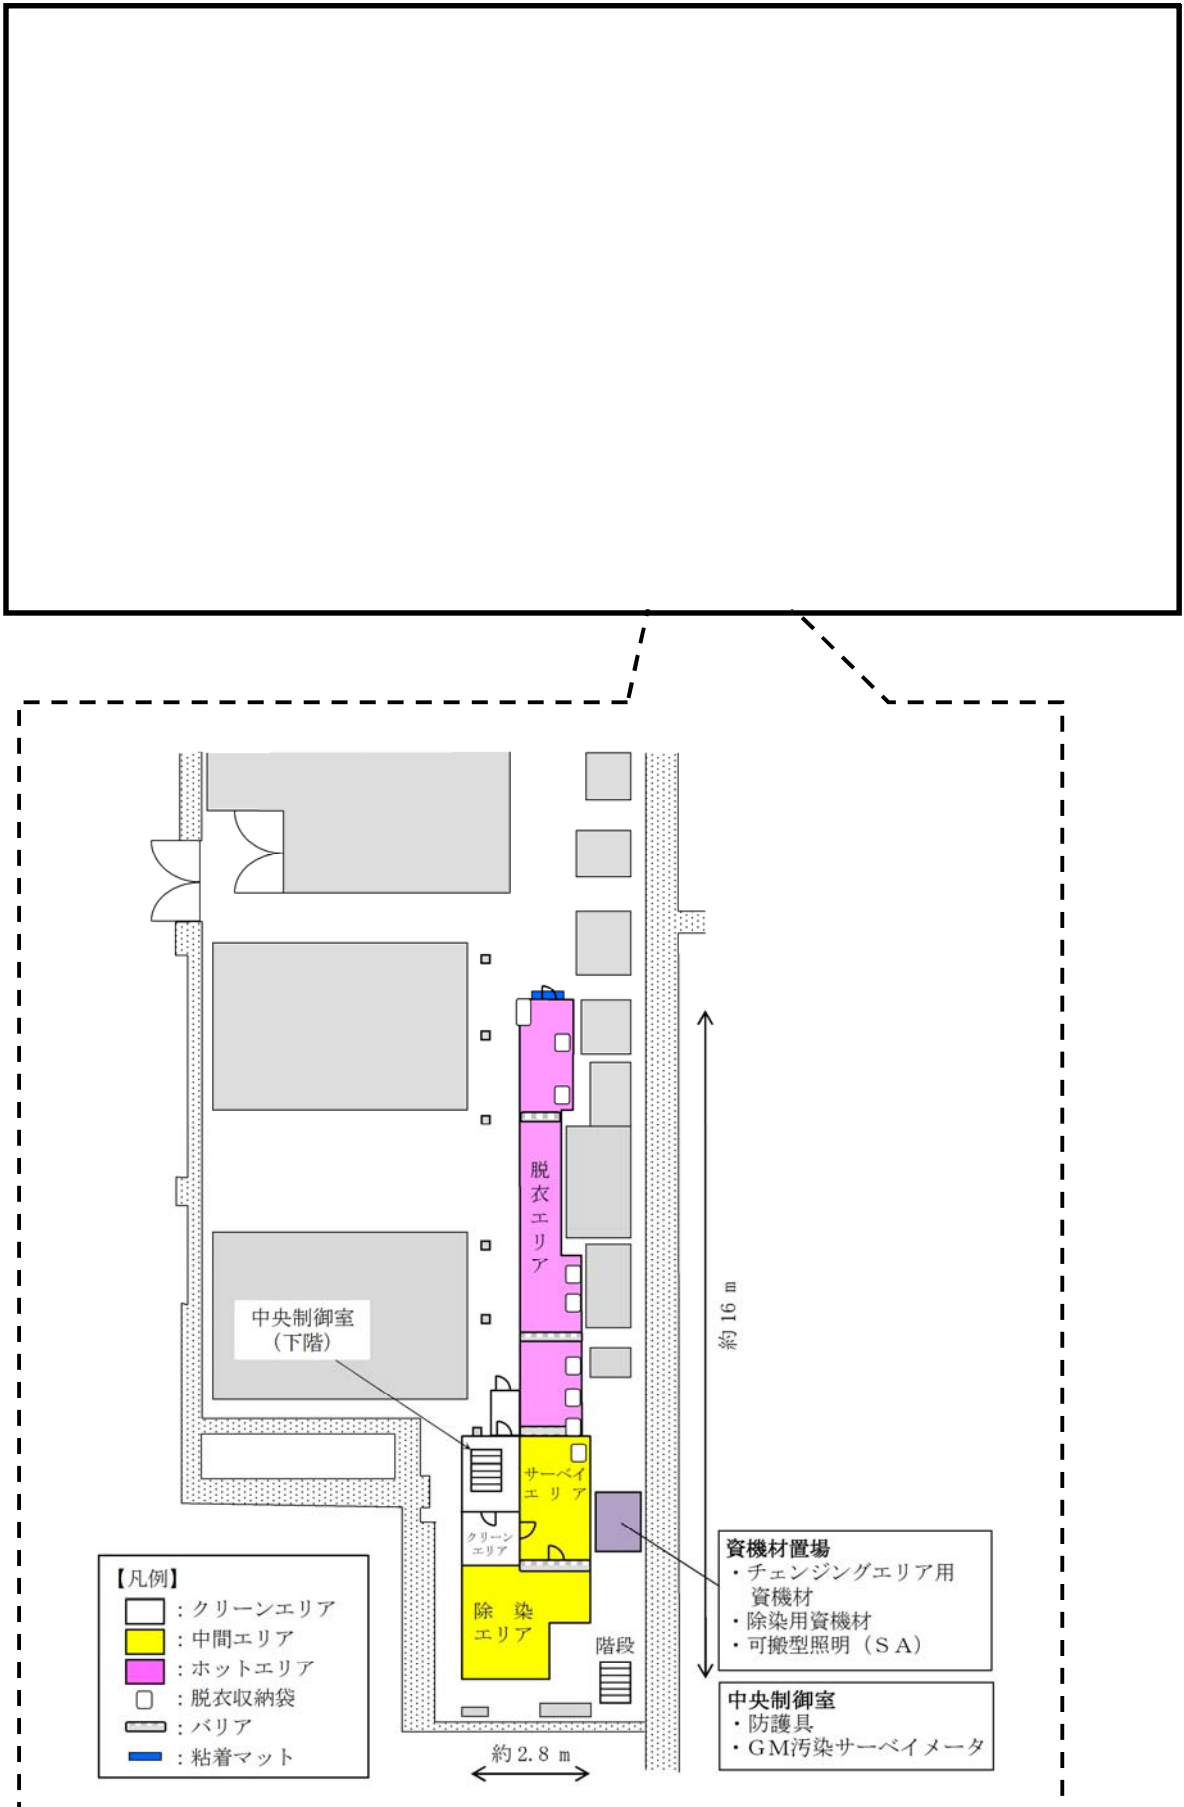 脱衣エリア
約16 m
中央制御室
(下階)
サーベイ
エ リ ア
クリーン
エリア
除 染
エリア
階段
約2.8 m
資機材置場
・チェンジングエリア用
資機材
・除染用資機材
・可搬型照明（ＳＡ）
中央制御室
・防護具
・ＧＭ汚染サーベイメータ
【凡例】
：クリーンエリア
：中間エリア
：ホットエリア
：脱衣収納袋
：バリア
：粘着マット